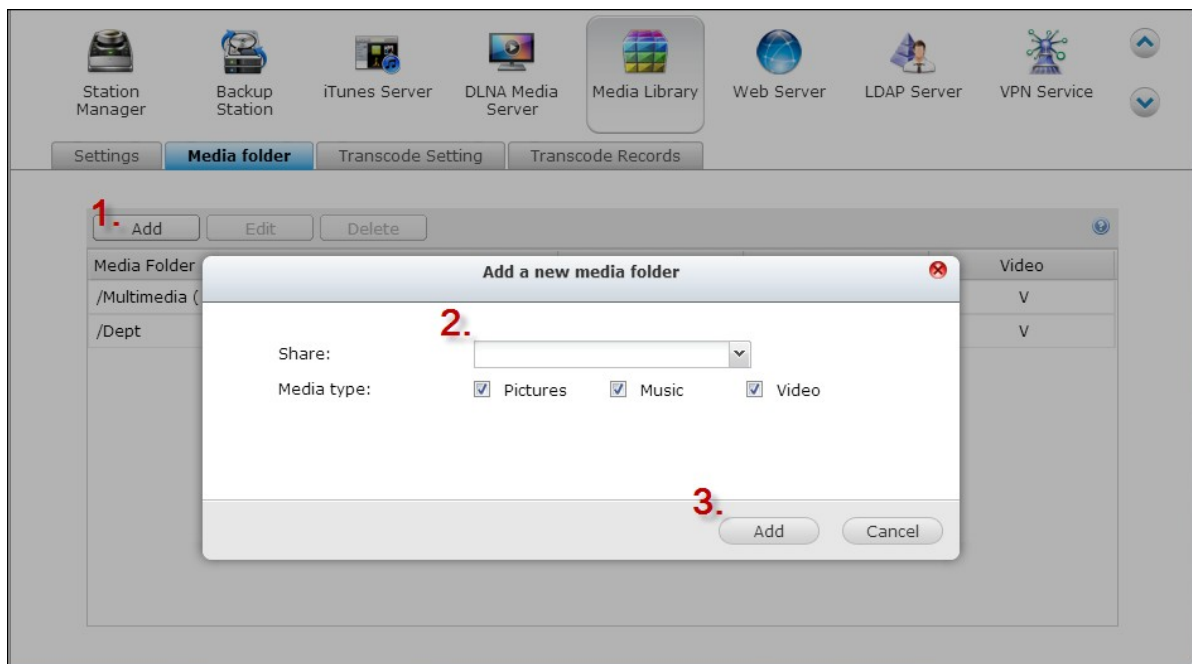 Station Manager
Backup Station
iTunes Server
DLNA Media Server
Media Library
Web Server
LDAP Server
VPN Service
Settings
Media folder
Transcode Setting
Transcode Records
1.
Add
Edit
Delete
Media Folder
Video
/Multimedia (
V
/Dept
V
Add a new media folder
2.
Share:
Media type:
Pictures
Music
Video
3.
Add
Cancel